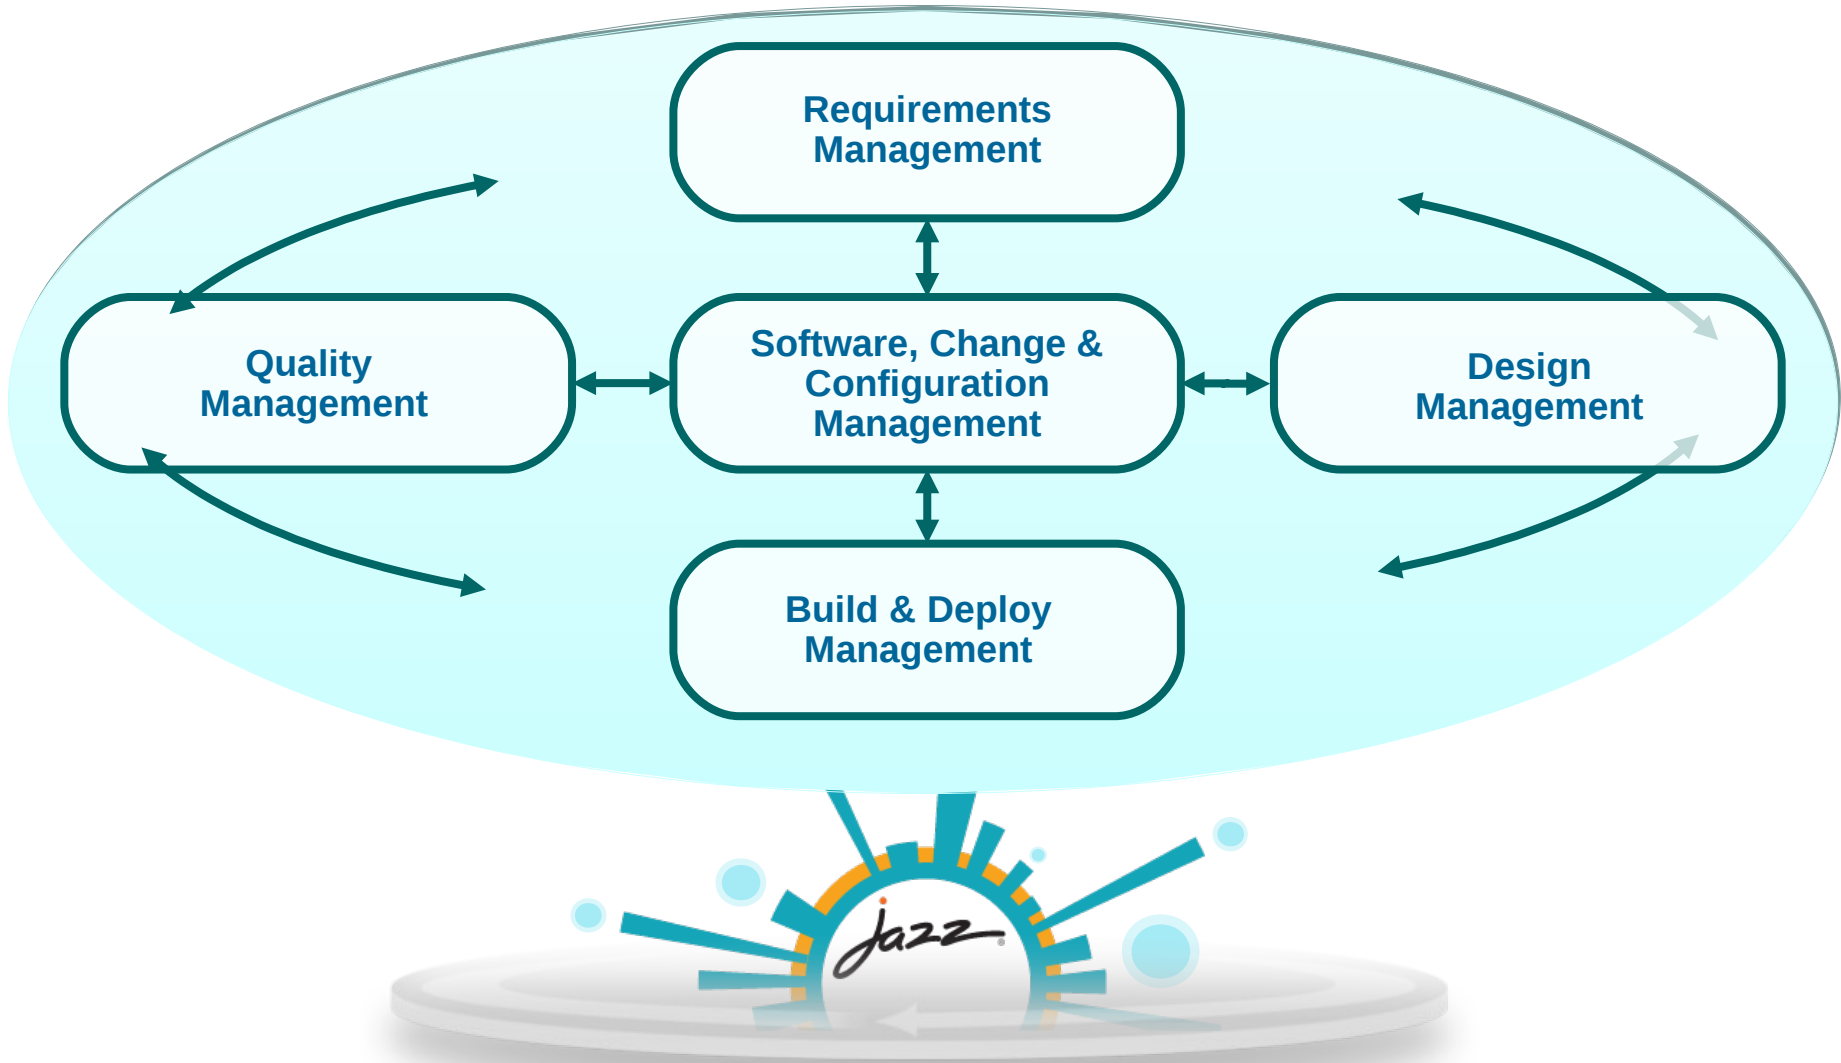 Requirements
Management
Quality
Management
Software, Change &
Configuration
Management
Design
Management
Build & Deploy
Management
jazz®